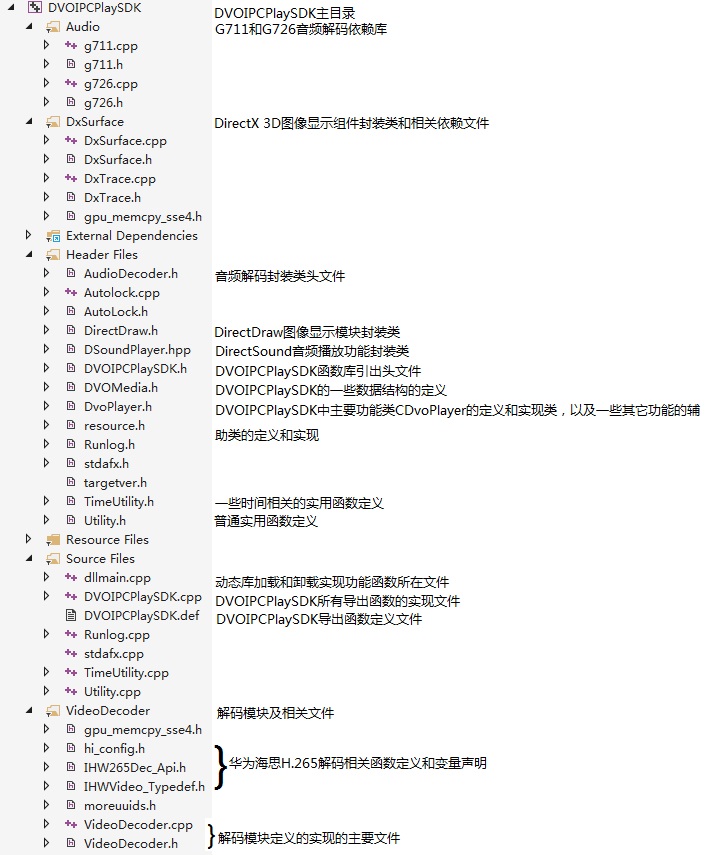 DVOIPCPlaySDK DVOIPCPlaySDK主目录
Audio G711和G726音频解码依赖库
g711.cpp
g711.h
g726.cpp
g726.h
DxSurface DirectX 3D图像显示组件封装类和相关依赖文件
DxSurface.cpp
DxSurface.h
DxTrace.cpp
DxTrace.h
gpu_memcpy_sse4.h
External Dependencies
Header Files
AudioDecoder.h 音频解码封装类头文件
Autolock.cpp
AutoLock.h
DirectDraw.h DirectDraw图像显示模块封装类
DSoundPlayer.hpp DirectSound音频播放功能封装类
DVOIPCPlaySDK.h DVOIPCPlaySDK函数库引出头文件
DVOMedia.h DVOIPCPlaySDK的一些数据结构的定义
DvoPlayer.h DVOIPCPlaySDK中主要功能类CDvoPlayer的定义和实现类，以及一些其它功能的辅
resource.h
Runlog.h 助类的定义和实现
stdafx.h
targetver.h
TimeUtility.h 一些时间相关的实用函数定义
Utility.h 普通实用函数定义
Resource Files
Source Files
dllmain.cpp 动态库加载和卸载实现功能函数所在文件
DVOIPCPlaySDK.cpp DVOIPCPlaySDK所有导出函数的实现文件
DVOIPCPlaySDK.def DVOIPCPlaySDK导出函数定义文件
Runlog.cpp
stdafx.cpp
TimeUtility.cpp
Utility.cpp
VideoDecoder 解码模块及相关文件
gpu_memcpy_sse4.h
hi_config.h
IHW265Dec_Api.h 华为海思H.265解码相关函数定义和变量声明
IHWVideo_Typedef.h
moreuuids.h
VideoDecoder.cpp
VideoDecoder.h 解码模块定义的实现的主要文件